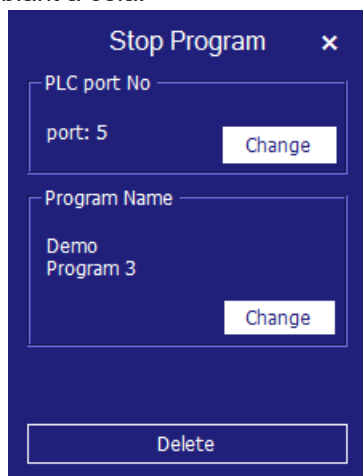 Stop Program ×
PLC port No
port: 5
Change
Program Name
Demo
Program 3
Change
Delete